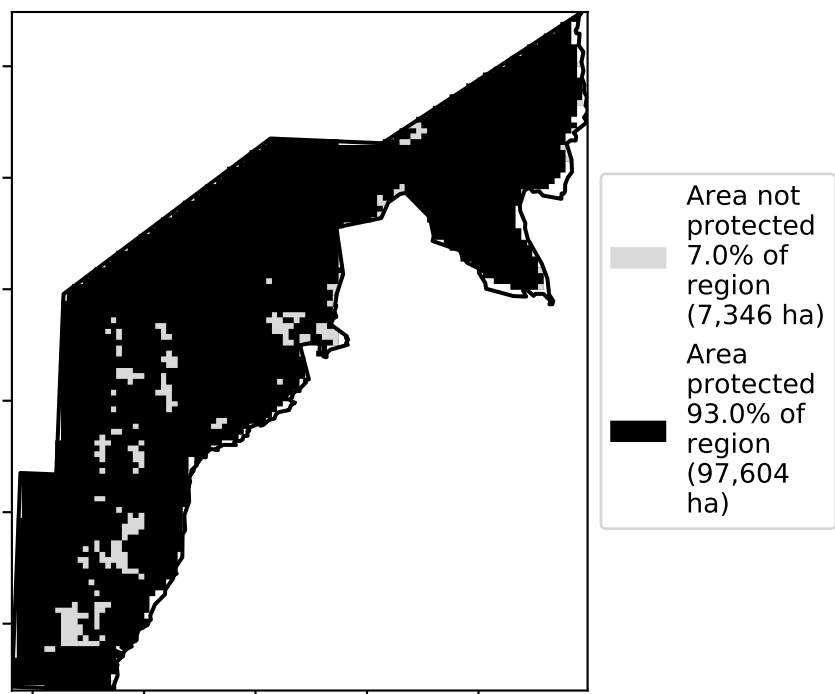 Area not
protected
7.0% of
region
(7,346 ha)
Area
protected
93.0% of
region
(97,604
ha)